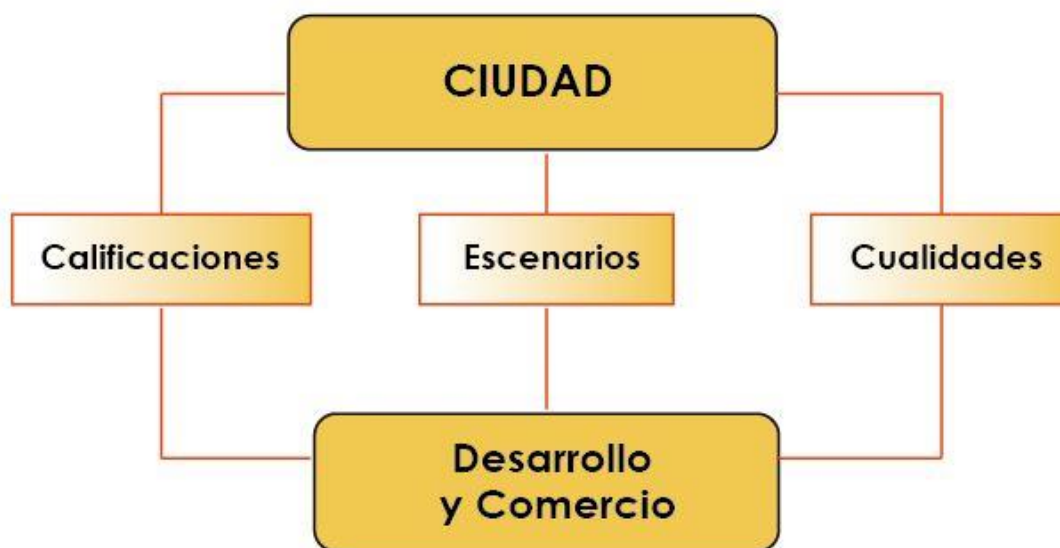 CIUDAD
Calificaciones
Escenarios
Cualidades
Desarrollo
y Comercio